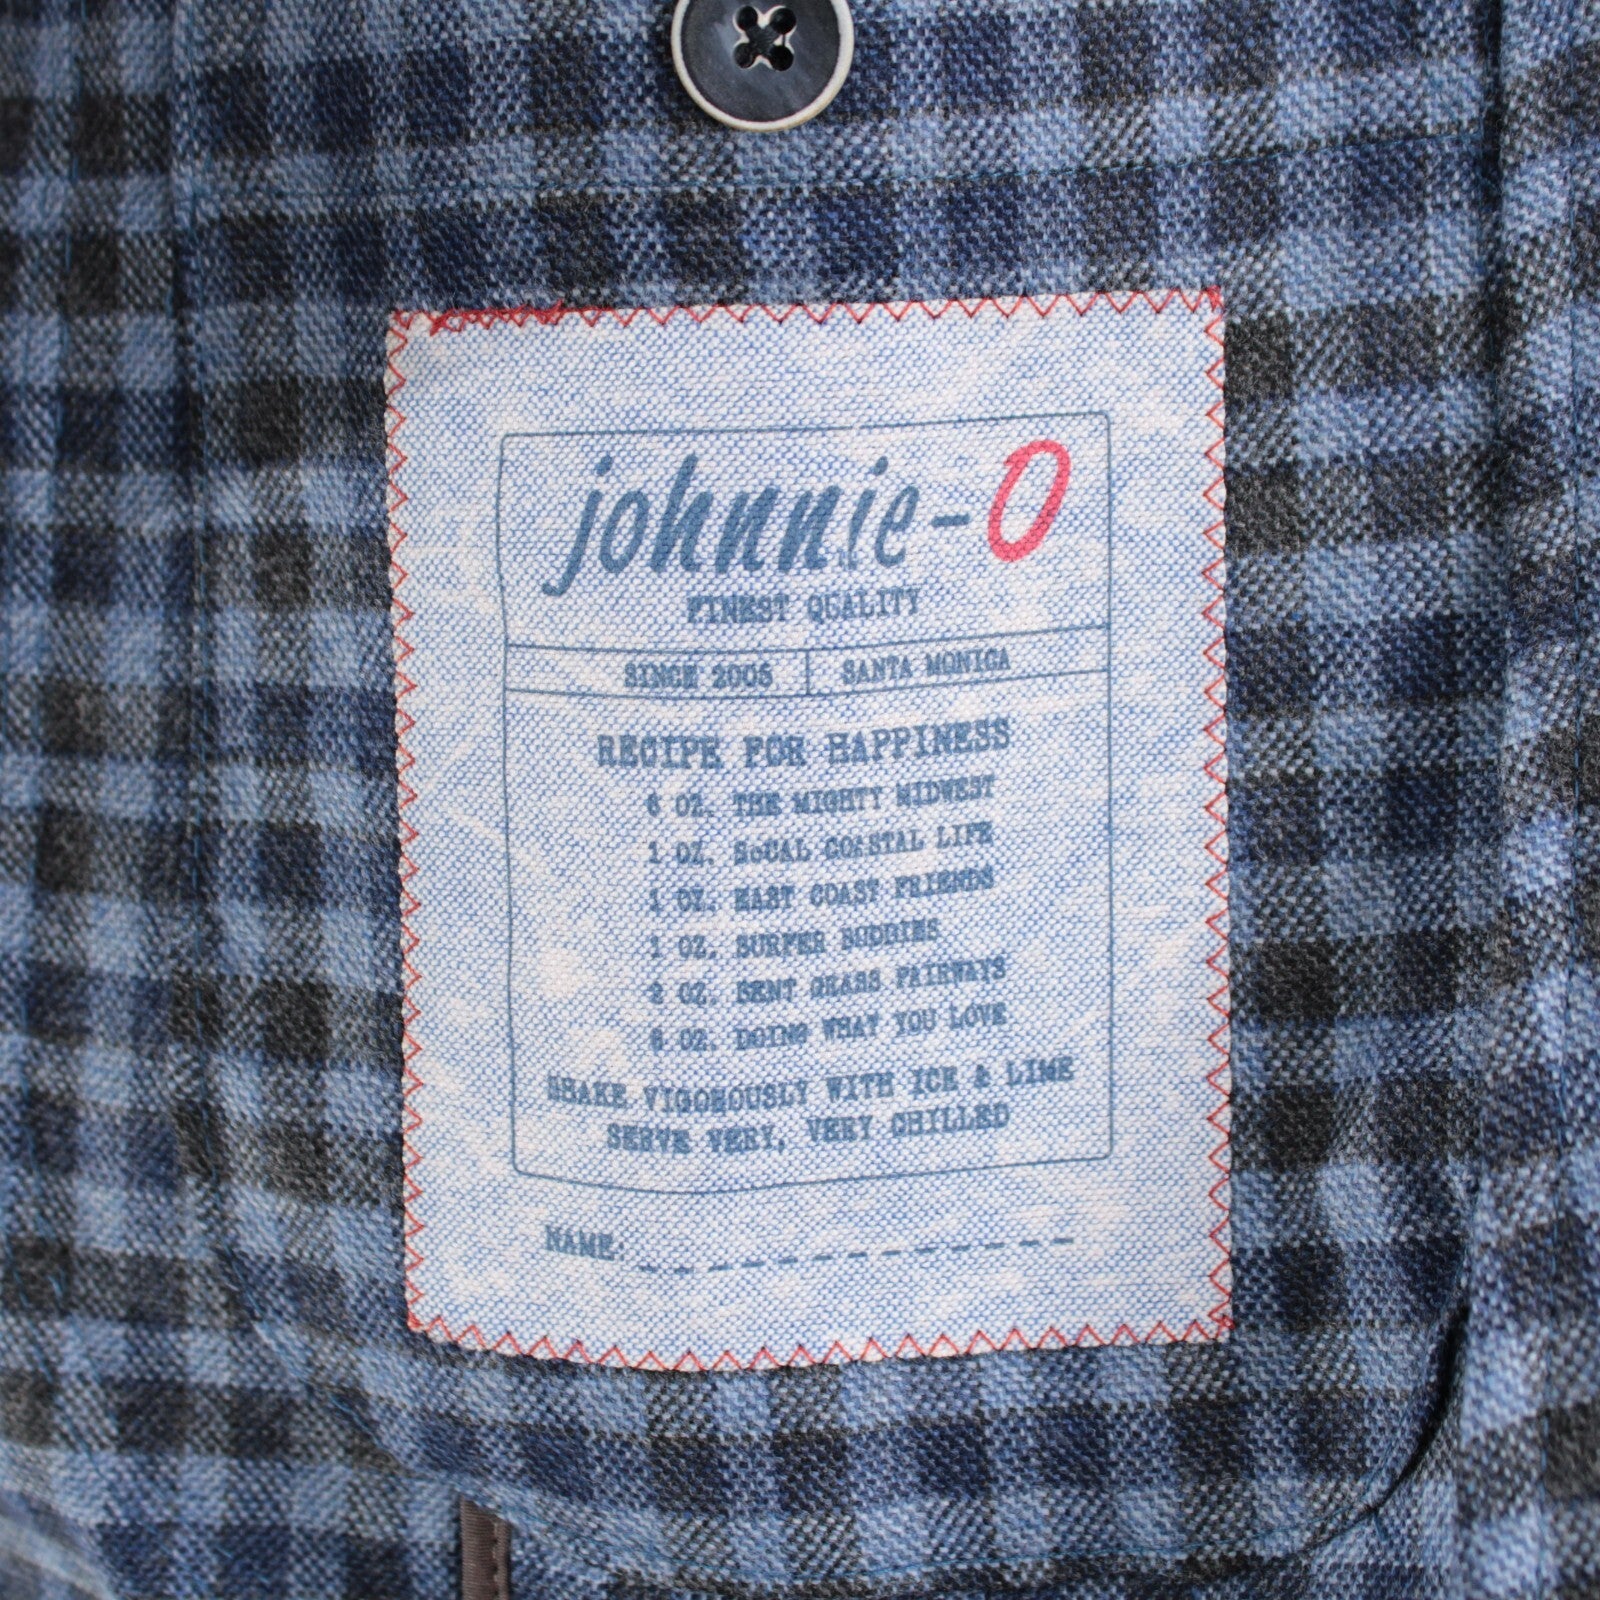 johnnie-O
FINEST QUALITY
SINCE 2005
SANTA MONICA
RECIPE FOR HAPPINESS
6 OZ. THE MIGHTY MIDWEST
1 OZ. SoCAL COASTAL LIFE
1 OZ. EAST COAST FRIENDS
1 OZ. SURFER BUDDIES
2 OZ. BENT GRASS FAIRWAYS
6 OZ. DOING WHAT YOU LOVE
SHAKE VIGOROUSLY WITH ICE & LIME
SERVE VERY, VERY CHILLED
NAME: